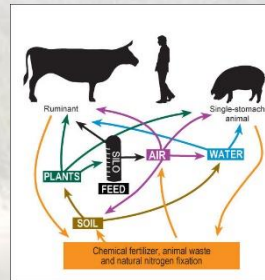 Ruminant
Single-stomach
animal
SILO
AIR
WATER
PLANTS
FEED
SOIL
Chemical fertilizer, animal waste
and natural nitrogen fixation